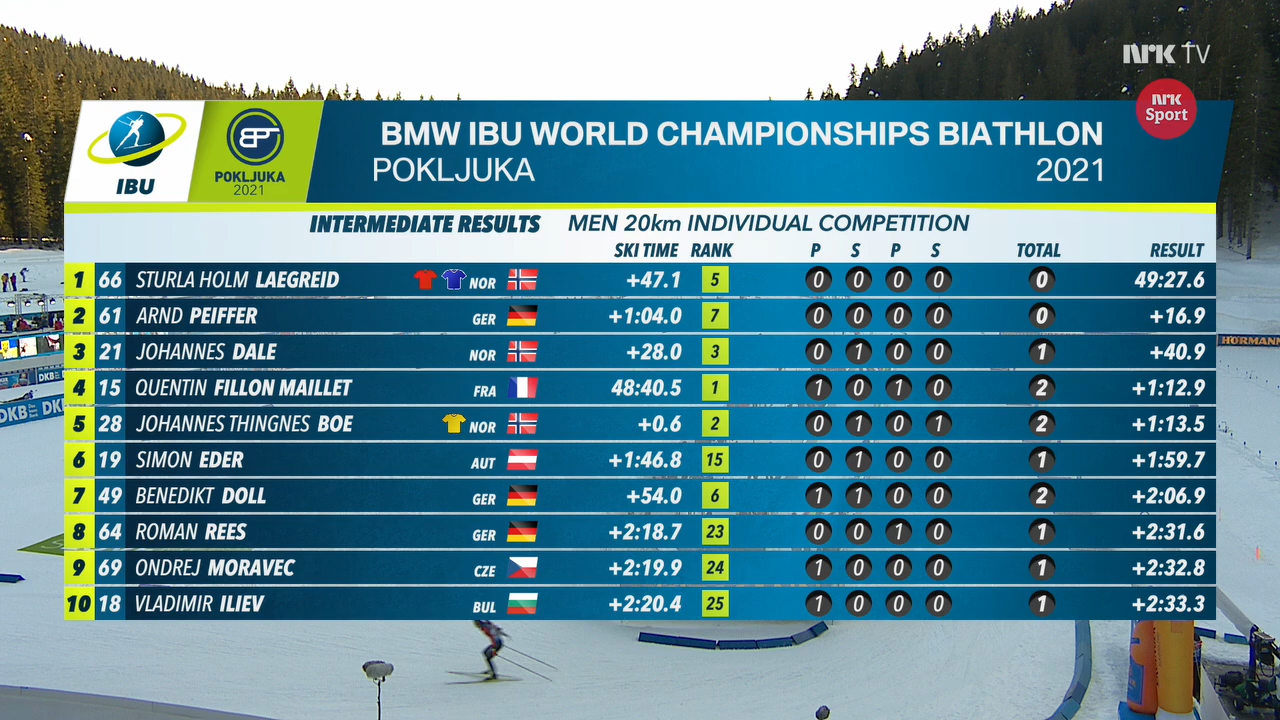 NRK TV
NRK Sport
IBU
POKLJUKA
2021
BMW IBU WORLD CHAMPIONSHIPS BIATHLON
POKLJUKA 2021
INTERMEDIATE RESULTS MEN 20km INDIVIDUAL COMPETITION
SKI TIME RANK P S P S TOTAL RESULT
1 66 STURLA HOLM LAEGREID NOR +47.1 5 0 0 0 0 0 49:27.6
2 61 ARND PEIFFER GER +1:04.0 7 0 0 0 0 0 +16.9
3 21 JOHANNES DALE NOR +28.0 3 0 1 0 0 1 +40.9
4 15 QUENTIN FILLON MAILLET FRA 48:40.5 1 1 0 1 0 2 +1:12.9
5 28 JOHANNES THINGNES BOE NOR +0.6 2 0 1 0 1 2 +1:13.5
6 19 SIMON EDER AUT +1:46.8 15 0 1 0 0 1 +1:59.7
7 49 BENEDIKT DOLL GER +54.0 6 1 1 0 0 2 +2:06.9
8 64 ROMAN REES GER +2:18.7 23 0 0 1 0 1 +2:31.6
9 69 ONDREJ MORAVEC CZE +2:19.9 24 1 0 0 0 1 +2:32.8
10 18 VLADIMIR ILIEV BUL +2:20.4 25 1 0 0 0 1 +2:33.3
HORMANN
DKB
DKB